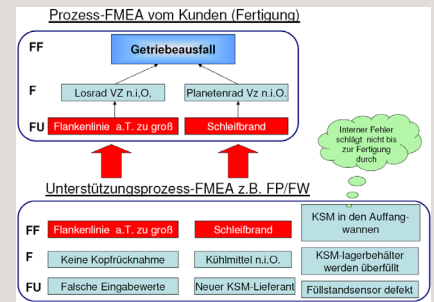 Prozess-FMEA vom Kunden (Fertigung)
FF
Getriebeausfall
F
Losrad VZ n.i,O,
Planetenrad Vz n.i.O.
FU
Flankenlinie a.T. zu groß
Schleifbrand
Interner Fehler
schlägt nicht bis
zur Fertigung
durch
Unterstützungsprozess-FMEA z.B. FP/FW
FF
Flankenlinie a.T. zu groß
Schleifbrand
KSM in den Auffang-
wannen
F
Keine Kopfrücknahme
Kühlmittel n.i.O.
KSM-lagerbehälter
werden überfüllt
FU
Falsche Eingabewerte
Neuer KSM-Lieferant
Füllstandsensor defekt